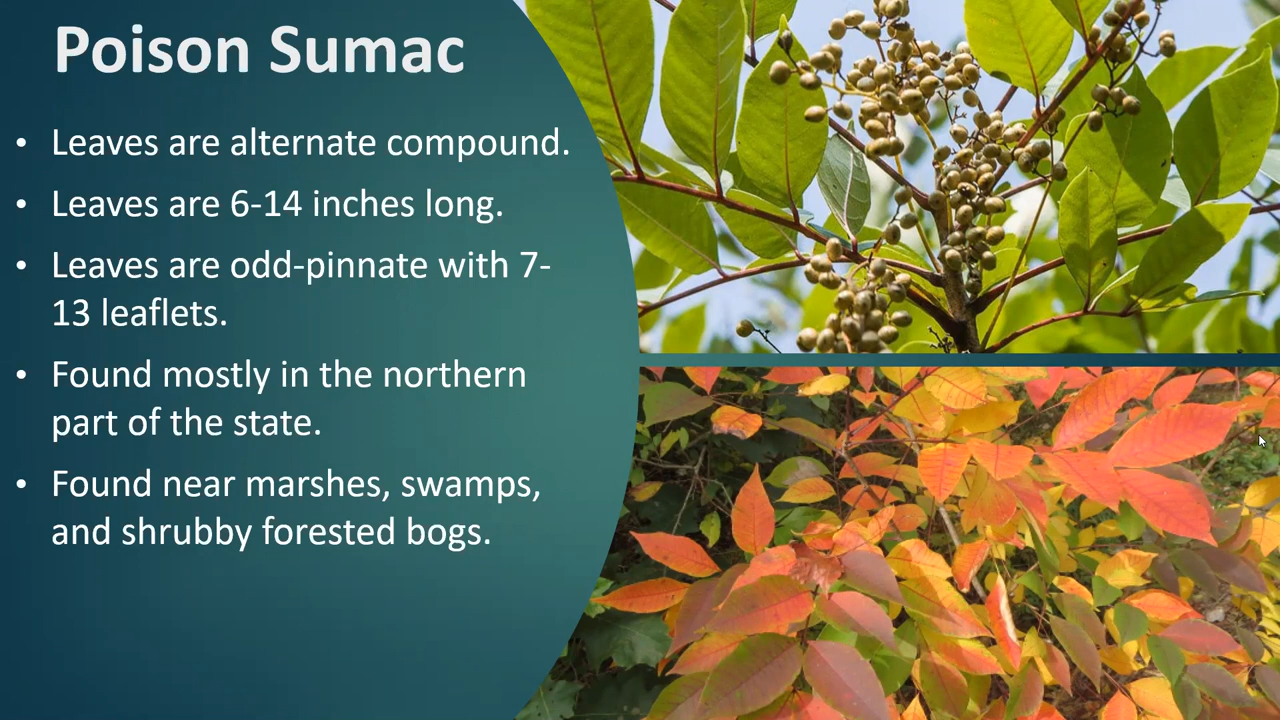 Poison Sumac
• Leaves are alternate compound.
• Leaves are 6-14 inches long.
• Leaves are odd-pinnate with 7-
13 leaflets.
• Found mostly in the northern
part of the state.
• Found near marshes, swamps,
and shrubby forested bogs.